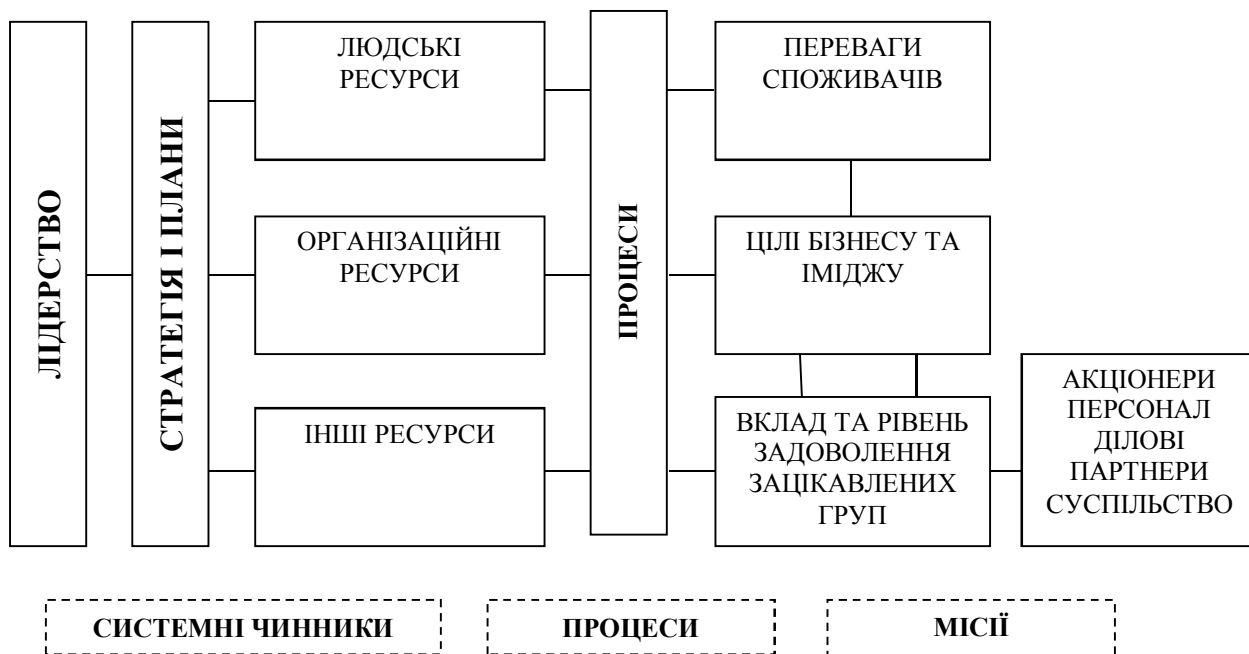 ЛІДЕРСТВО
СТРАТЕГІЯ І ПЛАНИ
ЛЮДСЬКІ
РЕСУРСИ
ОРГАНІЗАЦІЙНІ
РЕСУРСИ
ІНШІ РЕСУРСИ
ПРОЦЕСИ
ПЕРЕВАГИ
СПОЖИВАЧІВ
ЦІЛІ БІЗНЕСУ ТА
ІМІДЖУ
ВКЛАД ТА РІВЕНЬ
ЗАДОВОЛЕННЯ
ЗАЦІКАВЛЕНИХ
ГРУП
АКЦІОНЕРИ
ПЕРСОНАЛ
ДІЛОВІ
ПАРТНЕРИ
СУСПІЛЬСТВО
СИСТЕМНІ ЧИННИКИ
ПРОЦЕСИ
МІСІЇ